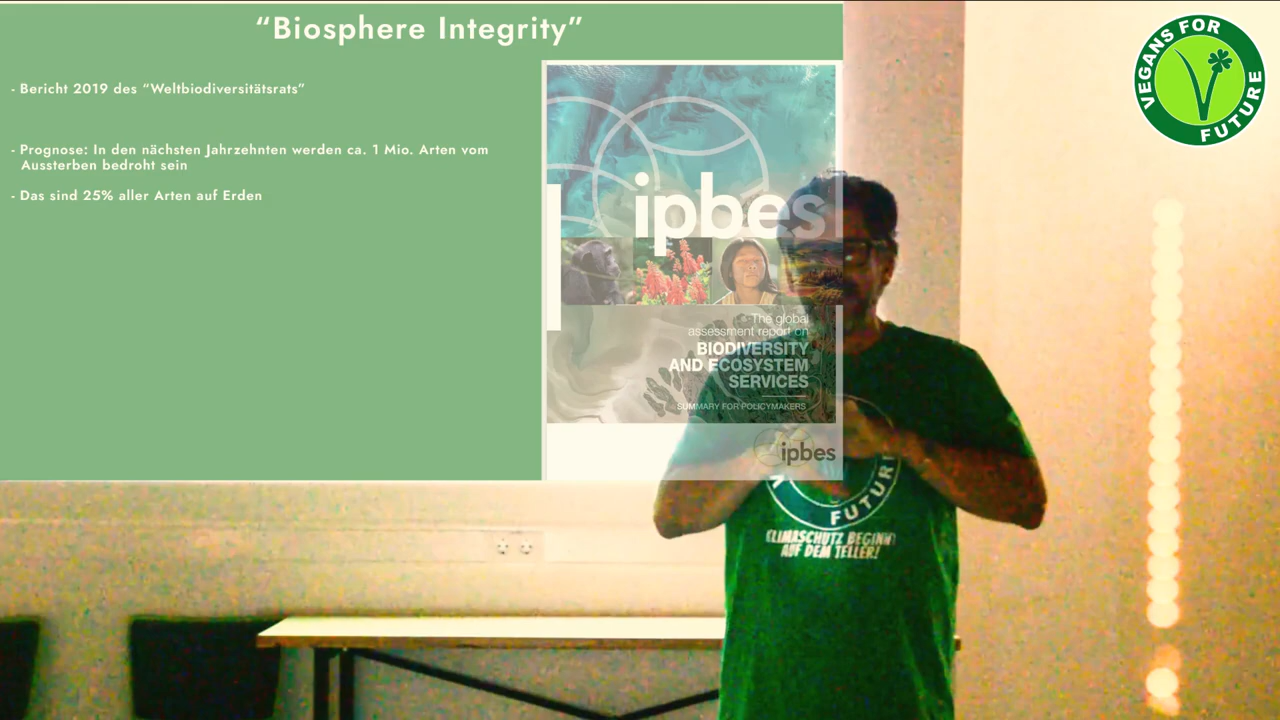 “Biosphere Integrity”
- Bericht 2019 des “Weltbiodiversitätsrats”
- Prognose: In den nächsten Jahrzehnten werden ca. 1 Mio. Arten vom
Aussterben bedroht sein
- Das sind 25% aller Arten auf Erden
ipbes
The global
assessment report on
BIODIVERSITY
AND ECOSYSTEM
SERVICES
SUMMARY FOR POLICYMAKERS
ipbes
VEGANS FOR
FUTURE
FUTUR
KLIMASCHUTZ BEGINNT
AUF DEM TELLER!